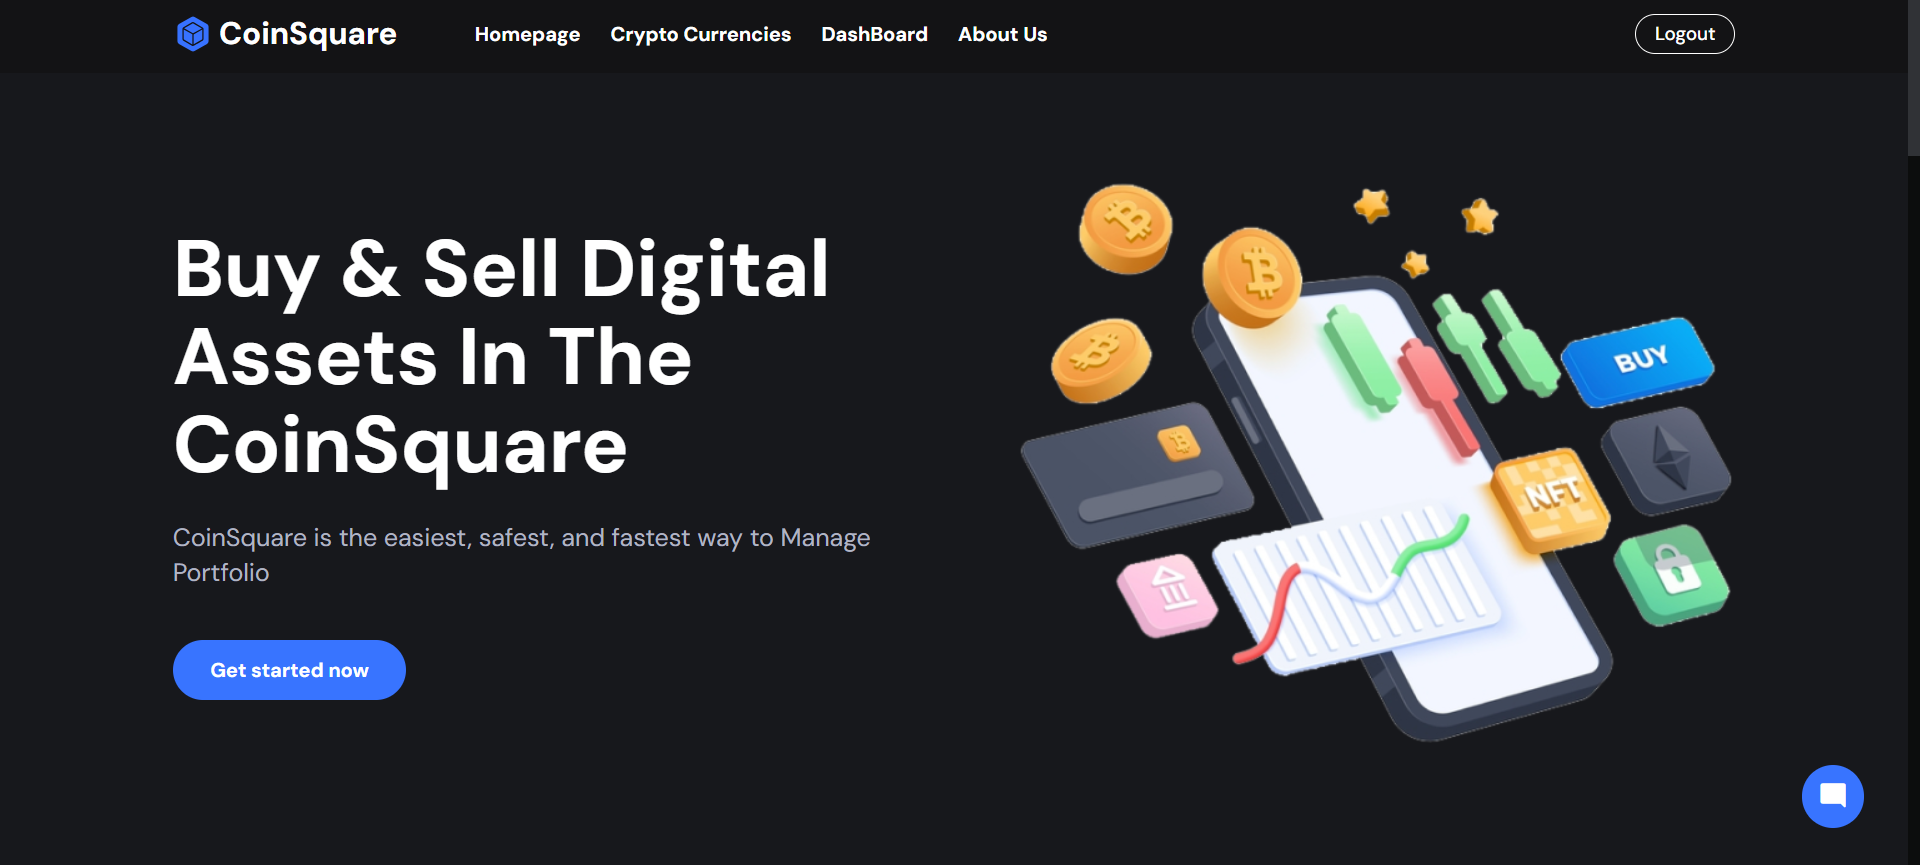 CoinSquare
Homepage
Crypto Currencies
DashBoard
About Us
Logout
Buy & Sell Digital
Assets In The
CoinSquare
CoinSquare is the easiest, safest, and fastest way to Manage
Portfolio
Get started now
BUY
NFT